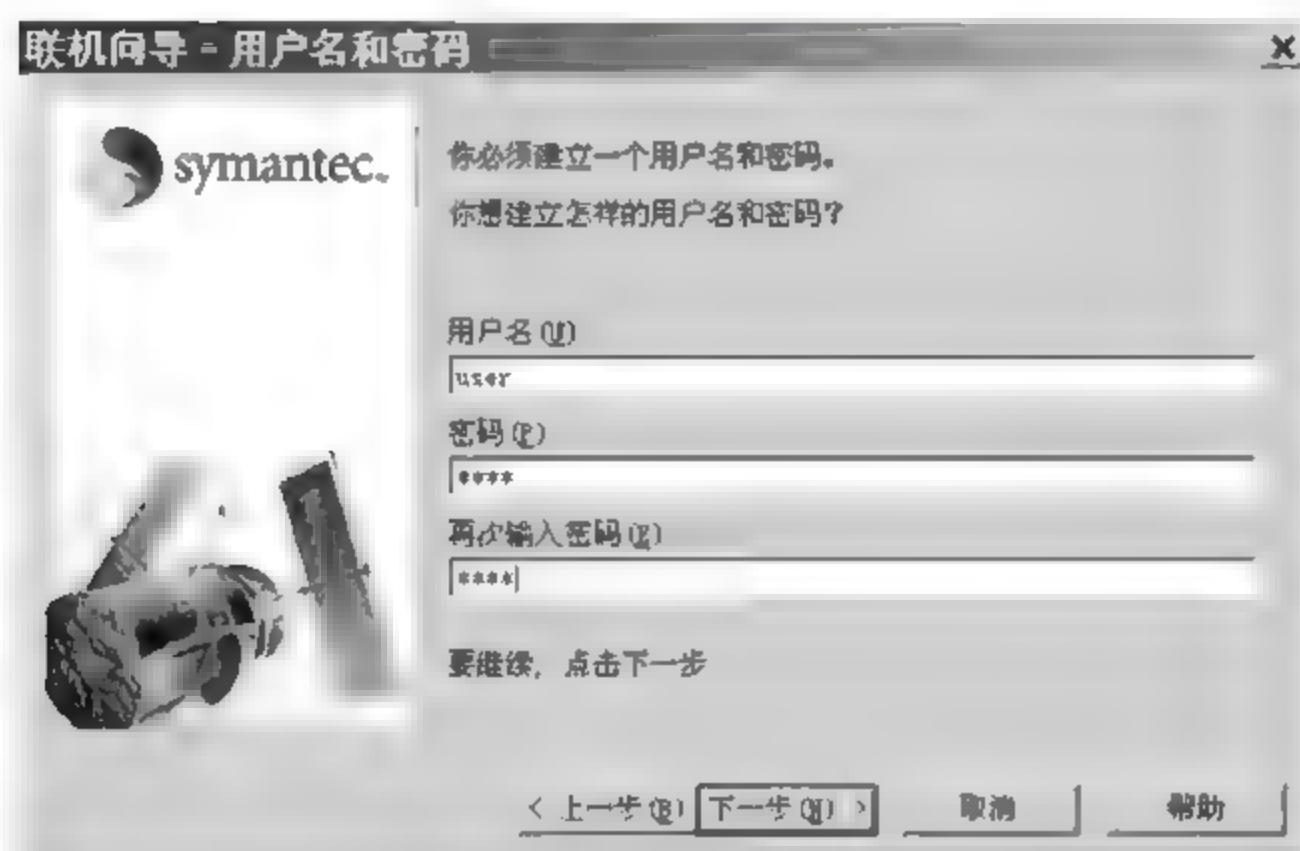 联机向导 - 用户名和密码
symantec.
你必须建立一个用户名和密码。
你想建立怎样的用户名和密码?
用户名(U)
user
密码(P)
****
再次输入密码(E)
****
要继续, 点击下一步
< 上一步(B)
下一步(N) >
取消
帮助